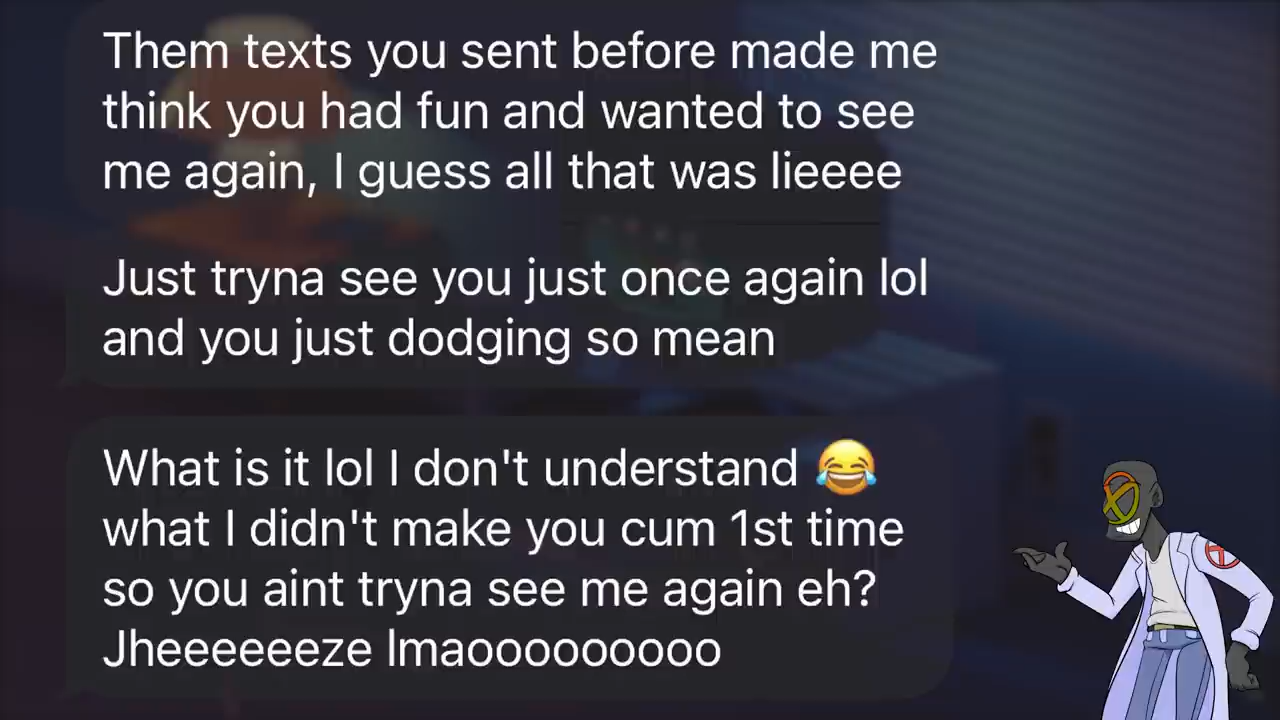 Them texts you sent before made me
think you had fun and wanted to see
me again, I guess all that was lieeee
Just tryna see you just once again lol
and you just dodging so mean
What is it lol I don't understand 😂
what I didn't make you cum 1st time
so you aint tryna see me again eh?
Jheeeeeeze lmaooooooooo